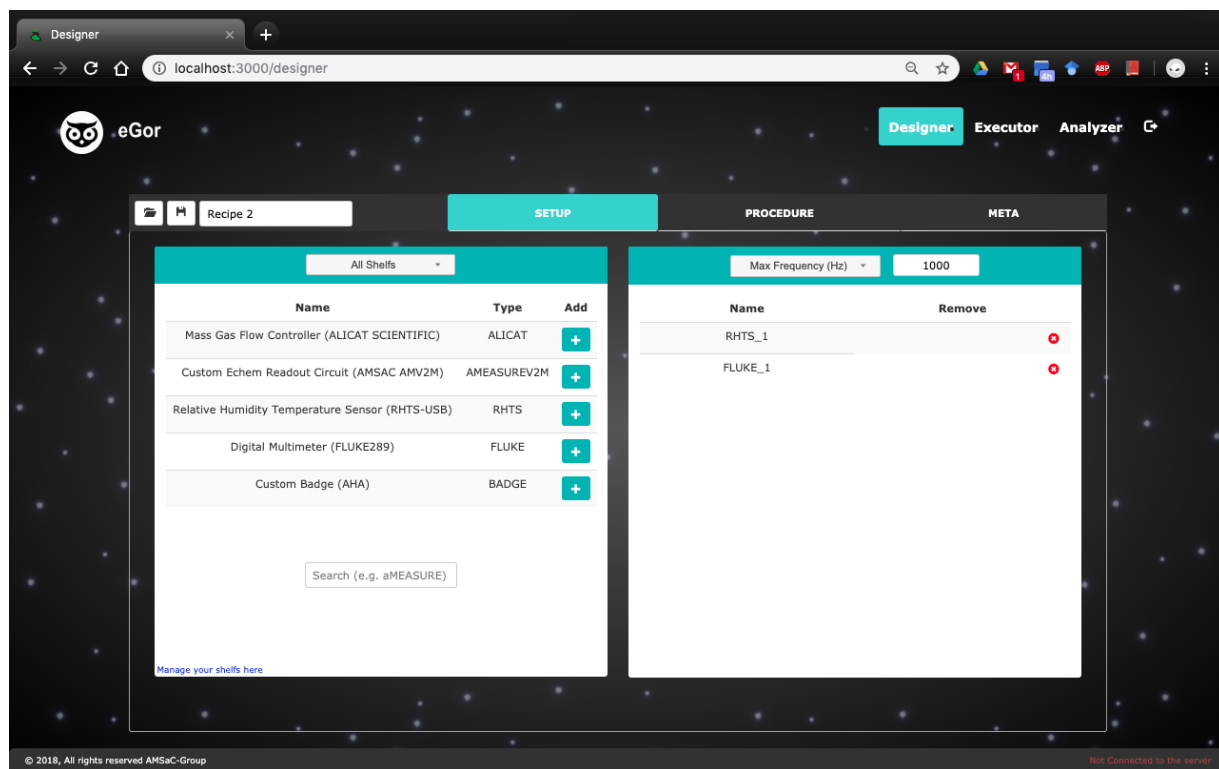 Designer
localhost:3000/designer
1
4h
ABP
eGor
Designer Executor Analyzer
Recipe 2
SETUP PROCEDURE META
All Shelfs
Name Type Add
Mass Gas Flow Controller (ALICAT SCIENTIFIC) ALICAT
Custom Echem Readout Circuit (AMSAC AMV2M) AMEASUREV2M
Relative Humidity Temperature Sensor (RHTS-USB) RHTS
Digital Multimeter (FLUKE289) FLUKE
Custom Badge (AHA) BADGE
Search (e.g. aMEASURE)
Manage your shelfs here
Max Frequency (Hz) 1000
Name Remove
RHTS_1
FLUKE_1
© 2018, All rights reserved AMSaC-Group
Not Connected to the server